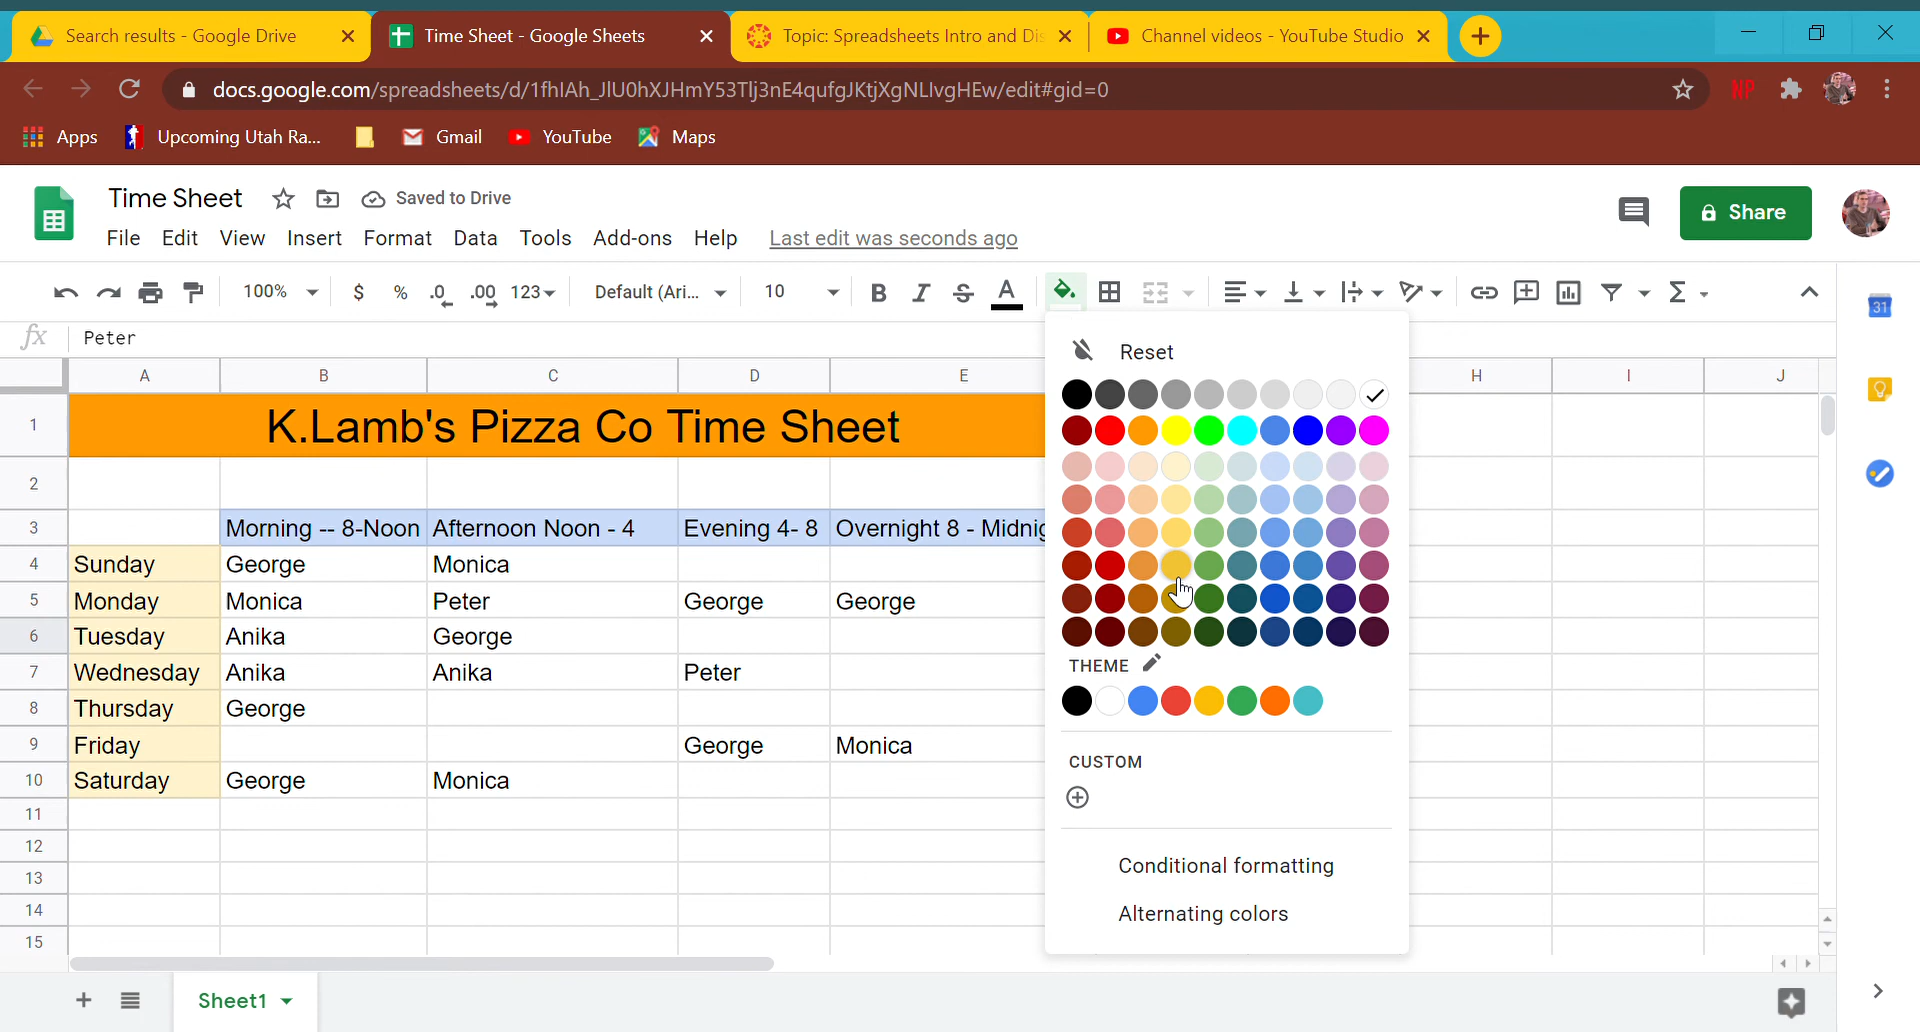 Search results - Google Drive
Time Sheet - Google Sheets
Topic: Spreadsheets Intro and Dis
Channel videos - YouTube Studio
docs.google.com/spreadsheets/d/1fhIAh_JlU0hXJHmY53Tlj3nE4qufgJKtjXgNLIvgHEw/edit#gid=0
NP
Apps
Upcoming Utah Ra...
Gmail
YouTube
Maps
Time Sheet
Saved to Drive
Share
File Edit View Insert Format Data Tools Add-ons Help Last edit was seconds ago
100% $ % .0 .00 123 Default (Ari... 10 B I S A
31
fx Peter
Reset
A B C D E H I J
1 K.Lamb's Pizza Co Time Sheet
2
3 Morning -- 8-Noon Afternoon Noon - 4 Evening 4- 8 Overnight 8 - Midnig
4 Sunday George Monica
5 Monday Monica Peter George George
6 Tuesday Anika George
7 Wednesday Anika Anika Peter
THEME
8 Thursday George
9 Friday George Monica
CUSTOM
10 Saturday George Monica
11
12
Conditional formatting
13
14
Alternating colors
15
Sheet1